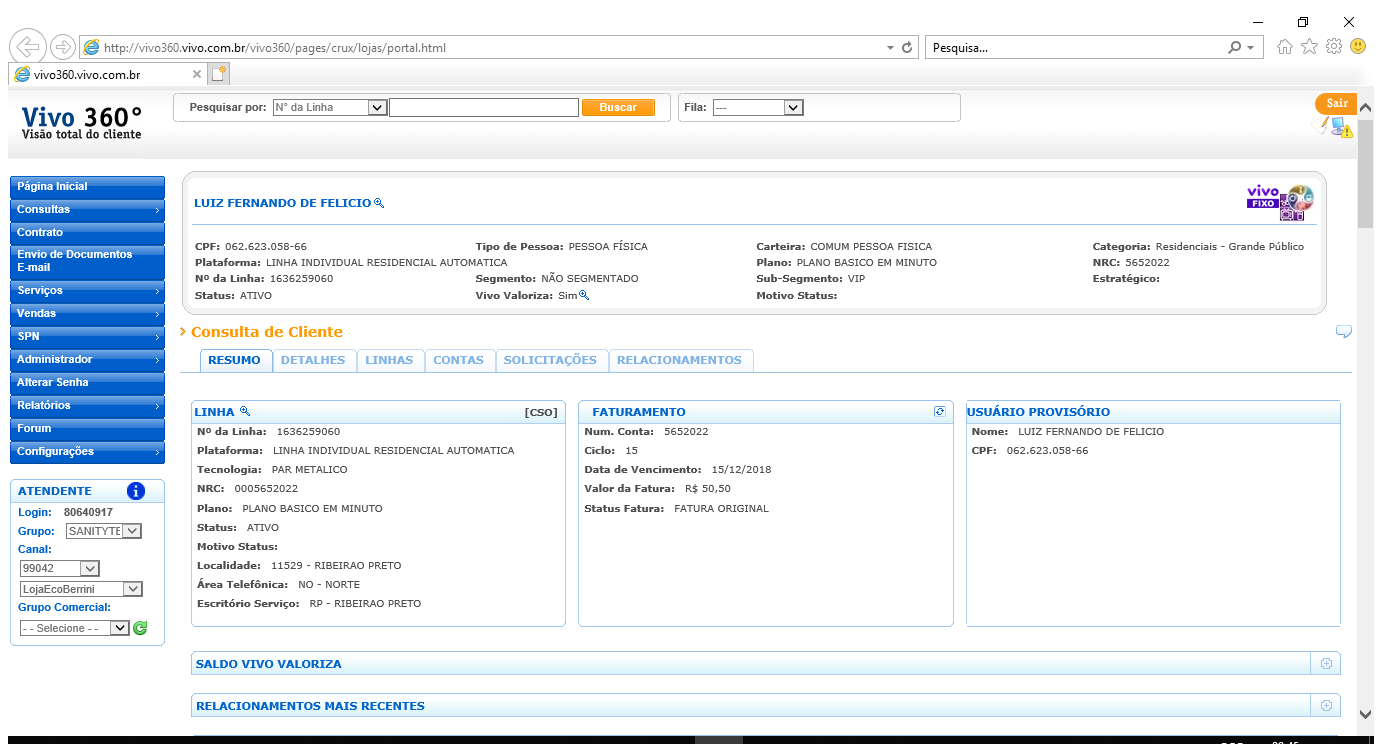 http://vivo360.vivo.com.br/vivo360/pages/crux/lojas/portal.html
Pesquisa...
vivo360.vivo.com.br
Vivo 360°
Visão total do cliente
Pesquisar por: N° da Linha Buscar
Fila: ---
Sair
Página Inicial
Consultas
Contrato
Envio de Documentos
E-mail
Serviços
Vendas
SPN
Administrador
Alterar Senha
Relatórios
Forum
Configurações
ATENDENTE
Login: 80640917
Grupo: SANITYTE
Canal:
99042
LojaEcoBerrini
Grupo Comercial:
- - Selecione - -
LUIZ FERNANDO DE FELICIO
vivo
FIXO
CPF: 062.623.058-66 Tipo de Pessoa: PESSOA FÍSICA Carteira: COMUM PESSOA FISICA Categoria: Residenciais - Grande Público
Plataforma: LINHA INDIVIDUAL RESIDENCIAL AUTOMATICA Plano: PLANO BASICO EM MINUTO NRC: 5652022
Nº da Linha: 1636259060 Segmento: NÃO SEGMENTADO Sub-Segmento: VIP Estratégico:
Status: ATIVO Vivo Valoriza: Sim Motivo Status:
Consulta de Cliente
RESUMO DETALHES LINHAS CONTAS SOLICITAÇÕES RELACIONAMENTOS
LINHA [CSO]
Nº da Linha: 1636259060
Plataforma: LINHA INDIVIDUAL RESIDENCIAL AUTOMATICA
Tecnologia: PAR METALICO
NRC: 0005652022
Plano: PLANO BASICO EM MINUTO
Status: ATIVO
Motivo Status:
Localidade: 11529 - RIBEIRAO PRETO
Área Telefônica: NO - NORTE
Escritório Serviço: RP - RIBEIRAO PRETO
FATURAMENTO
Num. Conta: 5652022
Ciclo: 15
Data de Vencimento: 15/12/2018
Valor da Fatura: R$ 50,50
Status Fatura: FATURA ORIGINAL
USUÁRIO PROVISÓRIO
Nome: LUIZ FERNANDO DE FELICIO
CPF: 062.623.058-66
SALDO VIVO VALORIZA
RELACIONAMENTOS MAIS RECENTES